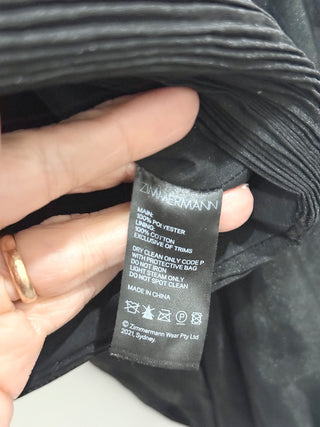 ZIMMERMANN
MAIN:
100% POLYESTER
LINING:
100% COTTON
EXCLUSIVE OF TRIMS
DRY CLEAN ONLY CODE P
WITH PROTECTIVE BAG
DO NOT IRON
LIGHT STEAM ONLY
DO NOT SPOT CLEAN
MADE IN CHINA
P
© Zimmermann Wear Pty Ltd
2021, Sydney.